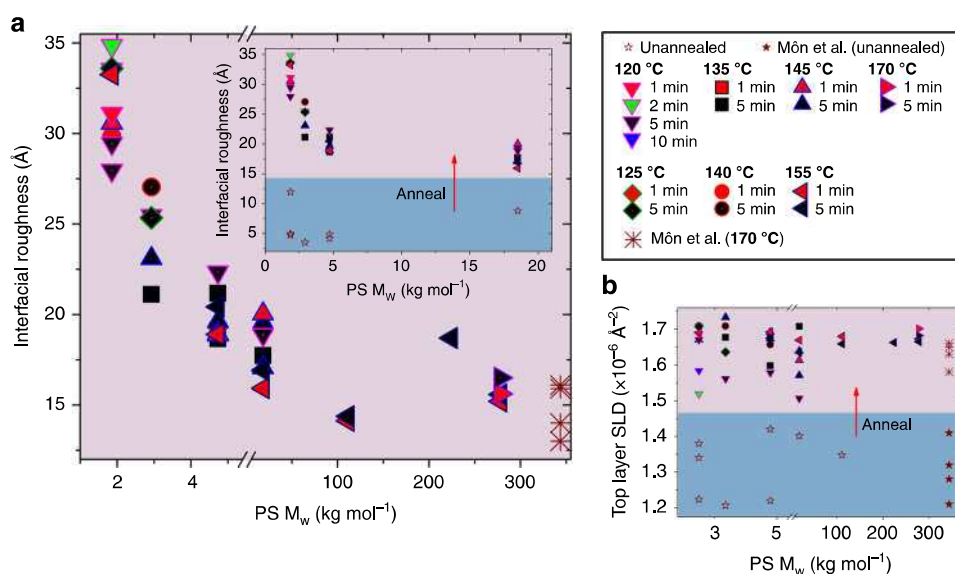 a
35
30
25
20
15
Interfacial roughness (Å)
2
4
100
200
300
PS Mw (kg mol−1)
35
30
25
20
15
10
5
Interfacial roughness (Å)
Anneal
0
5
10
15
20
PS Mw (kg mol−1)
Unannealed
Môn et al. (unannealed)
120 °C
135 °C
145 °C
170 °C
1 min
1 min
1 min
1 min
2 min
5 min
5 min
5 min
5 min
10 min
125 °C
140 °C
155 °C
1 min
1 min
1 min
5 min
5 min
5 min
Môn et al. (170 °C)
b
1.7
1.6
1.5
1.4
1.3
1.2
Top layer SLD (×10−6 Å−2)
Anneal
3
5
100
200
300
PS Mw (kg mol−1)